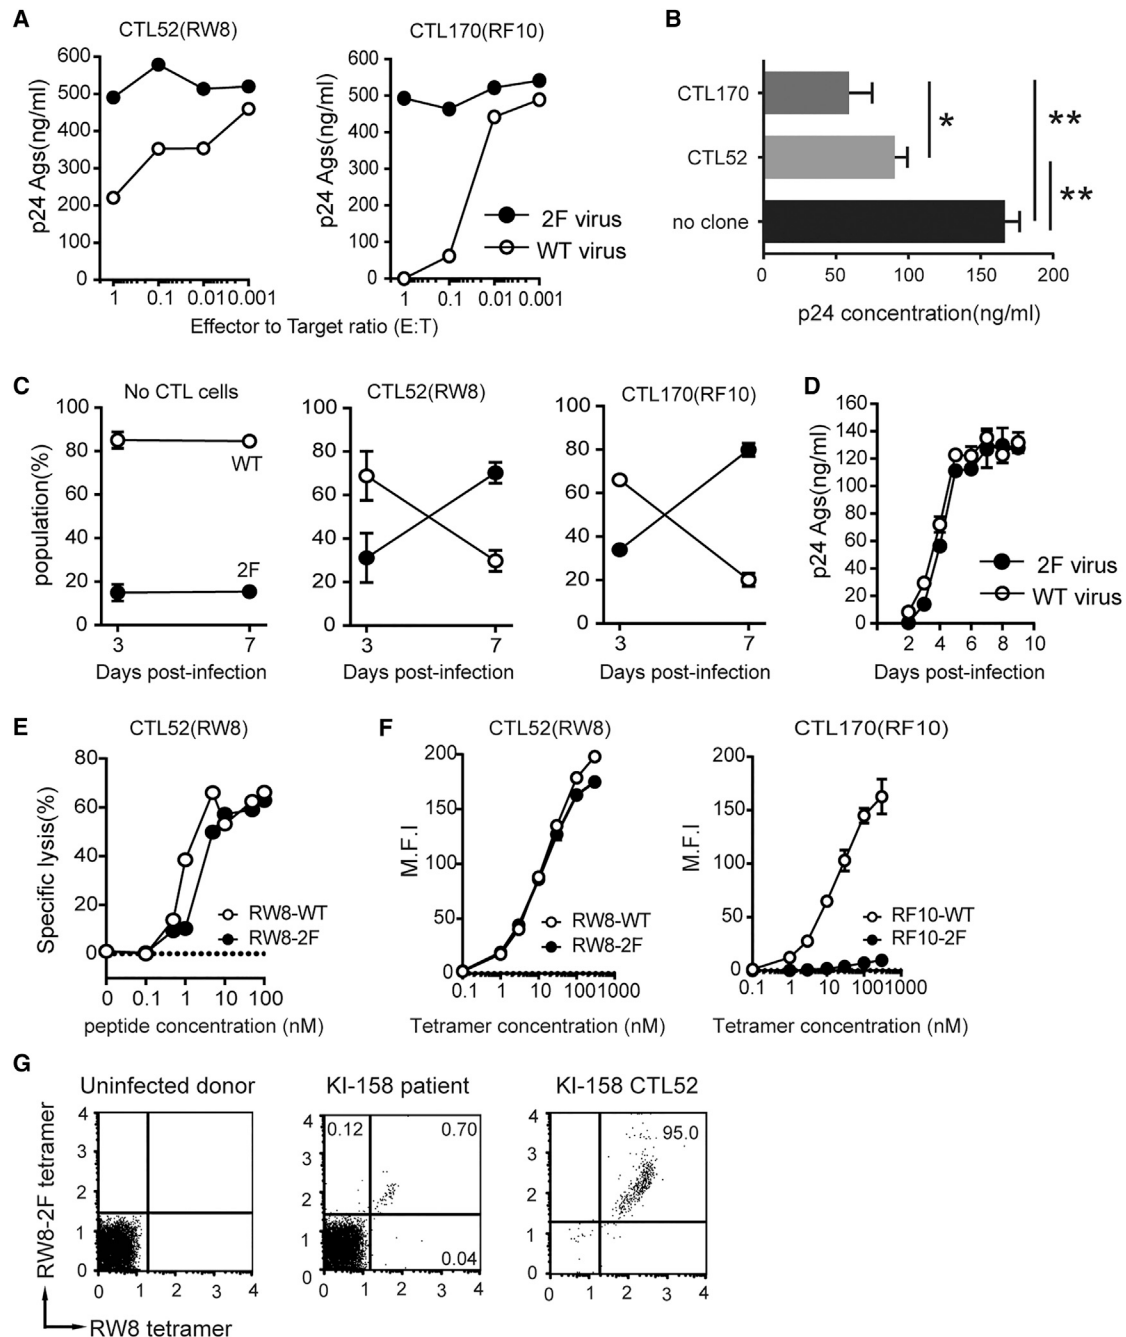 A
CTL52(RW8)
p24 Ags(ng/ml)
600
500
400
300
200
100
0
1 0.1 0.01 0.001
CTL170(RF10)
p24 Ags(ng/ml)
600
500
400
300
200
100
0
1 0.1 0.01 0.001
2F virus
WT virus
Effector to Target ratio (E:T)
B
CTL170
CTL52
no clone
*
**
**
0 50 100 150 200
p24 concentration(ng/ml)
C
No CTL cells
population(%)
100
80
60
40
20
0
WT
2F
3 7
Days post-infection
CTL52(RW8)
100
80
60
40
20
0
3 7
Days post-infection
CTL170(RF10)
100
80
60
40
20
0
3 7
Days post-infection
D
p24 Ags(ng/ml)
160
140
120
100
80
60
40
20
0
2F virus
WT virus
2 4 6 8 10
Days post-infection
E
CTL52(RW8)
Specific lysis(%)
80
60
40
20
0
RW8-WT
RW8-2F
0 0.1 1 10 100
peptide concentration (nM)
F
CTL52(RW8)
M.F.I
200
150
100
50
0
RW8-WT
RW8-2F
0.1 1 10 100 1000
Tetramer concentration (nM)
CTL170(RF10)
M.F.I
200
150
100
50
0
RF10-WT
RF10-2F
0.1 1 10 100 1000
Tetramer concentration (nM)
G
RW8-2F tetramer
Uninfected donor
4
3
2
1
0
0 1 2 3 4
KI-158 patient
4
3
2
1
0
0.12 0.70
0.04
0 1 2 3 4
KI-158 CTL52
4
3
2
1
0
95.0
0 1 2 3 4
RW8 tetramer